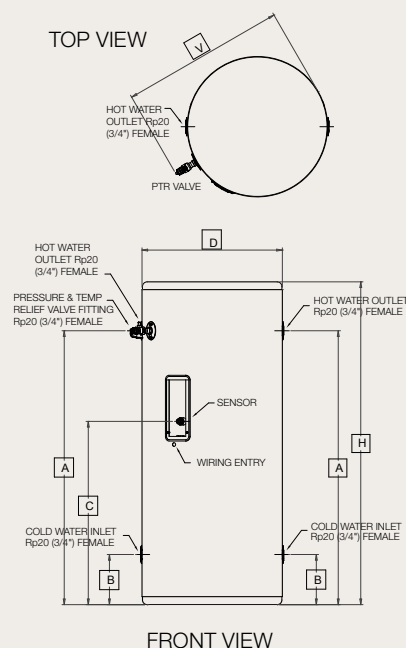 TOP VIEW
V
HOT WATER
OUTLET Rp20
(3/4") FEMALE
PTR VALVE
D
HOT WATER
OUTLET Rp20
(3/4") FEMALE
PRESSURE & TEMP
RELIEF VALVE FITTING
Rp20 (3/4") FEMALE
HOT WATER OUTLET
Rp20 (3/4") FEMALE
SENSOR
H
WIRING ENTRY
A
A
C
COLD WATER INLET
Rp20 (3/4") FEMALE
COLD WATER INLET
Rp20 (3/4") FEMALE
B
B
FRONT VIEW